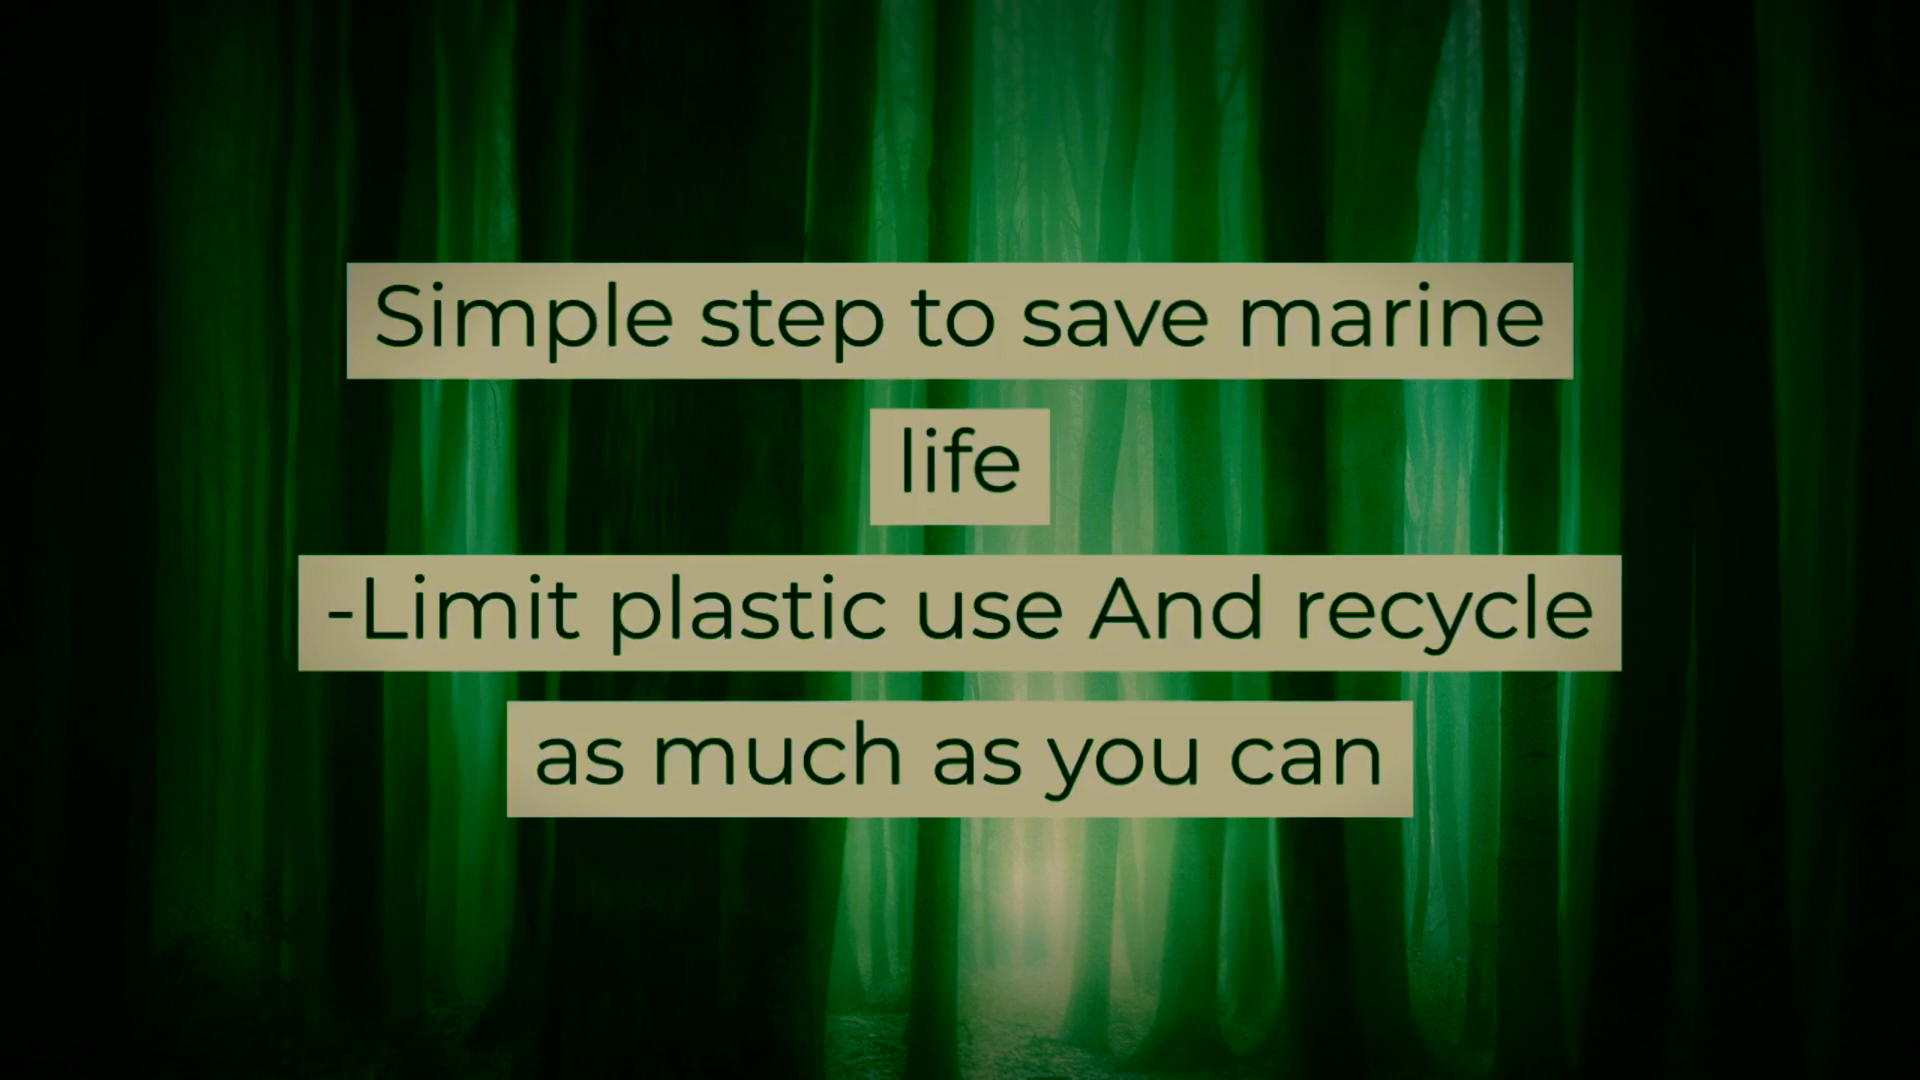 Simple step to save marine
life
-Limit plastic use And recycle
as much as you can